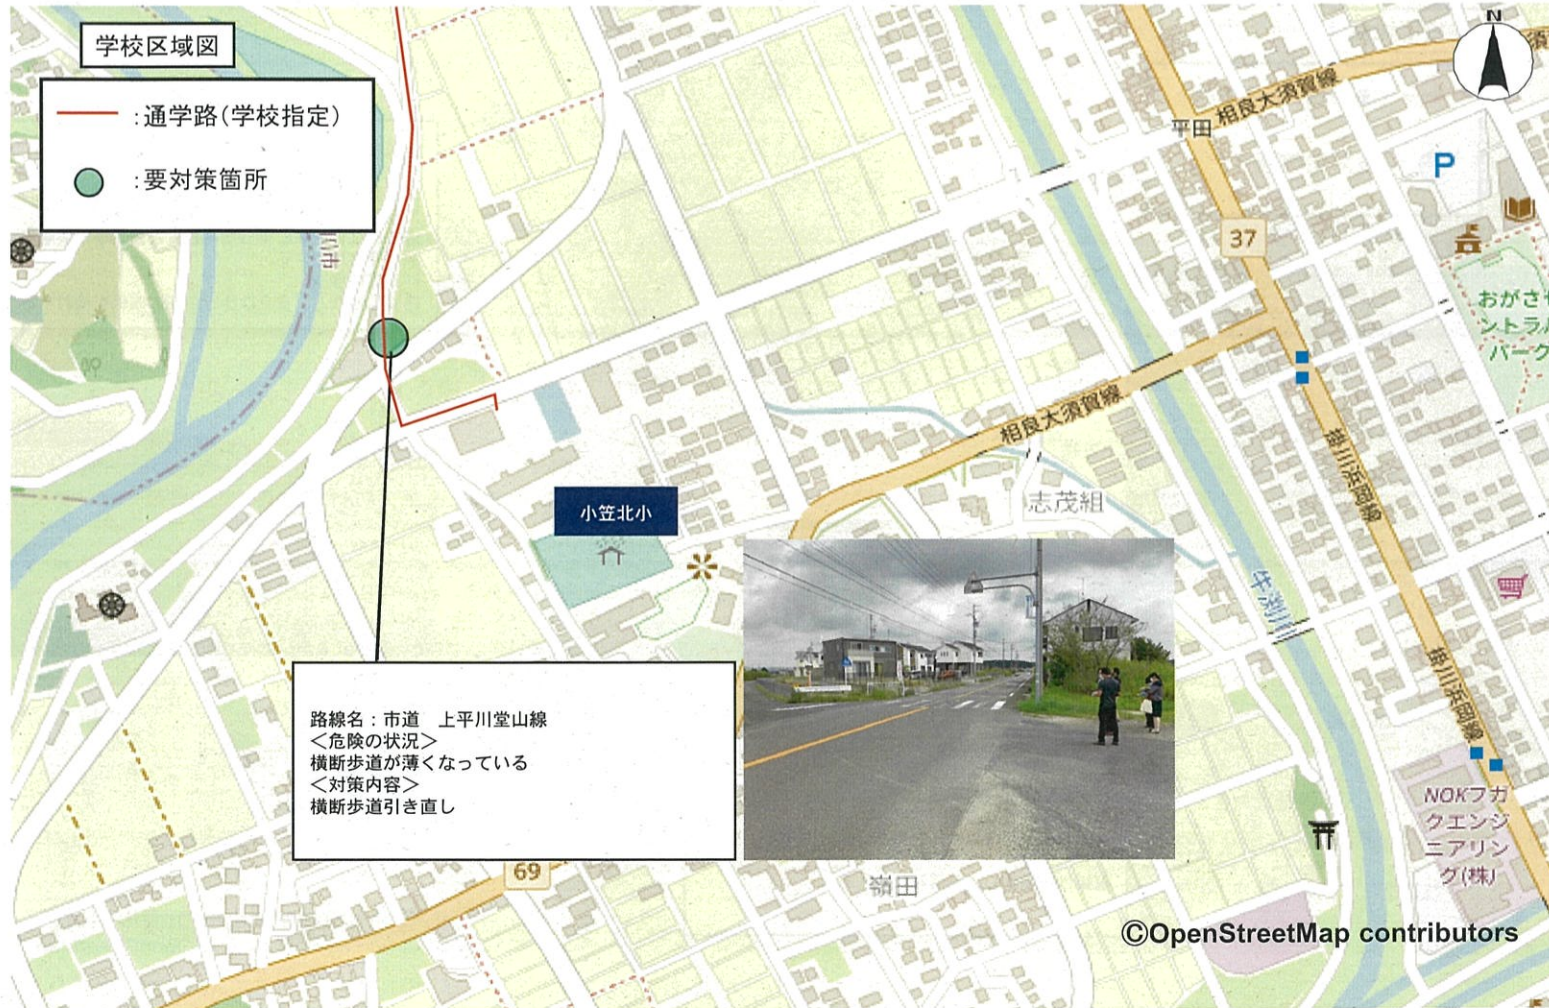 学校区域図
:通学路(学校指定)
:要対策箇所
N
相良大須賀線
平田
P
37
おがさセ
ントラル
パーク
相良大須賀線
掛川浜岡線
志茂組
小笠北小
牛渕川
掛川浜岡線
路線名：市道　上平川堂山線
＜危険の状況＞
横断歩道が薄くなっている
＜対策内容＞
横断歩道引き直し
NOKフガ
クエンジ
ニアリン
グ(株)
69
嶺田
©OpenStreetMap contributors